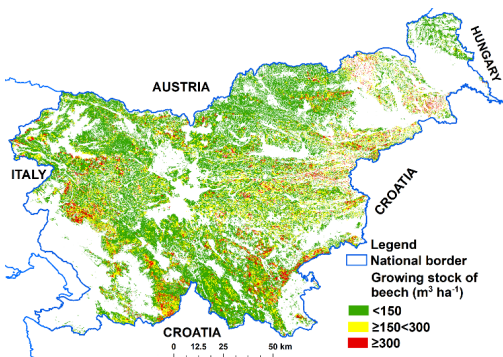 HUNGARY
AUSTRIA
ITALY
CROATIA
Legend
National border
Growing stock of
beech (m³ ha⁻¹)
<150
≥150<300
≥300
CROATIA
0 12.5 25 50 km